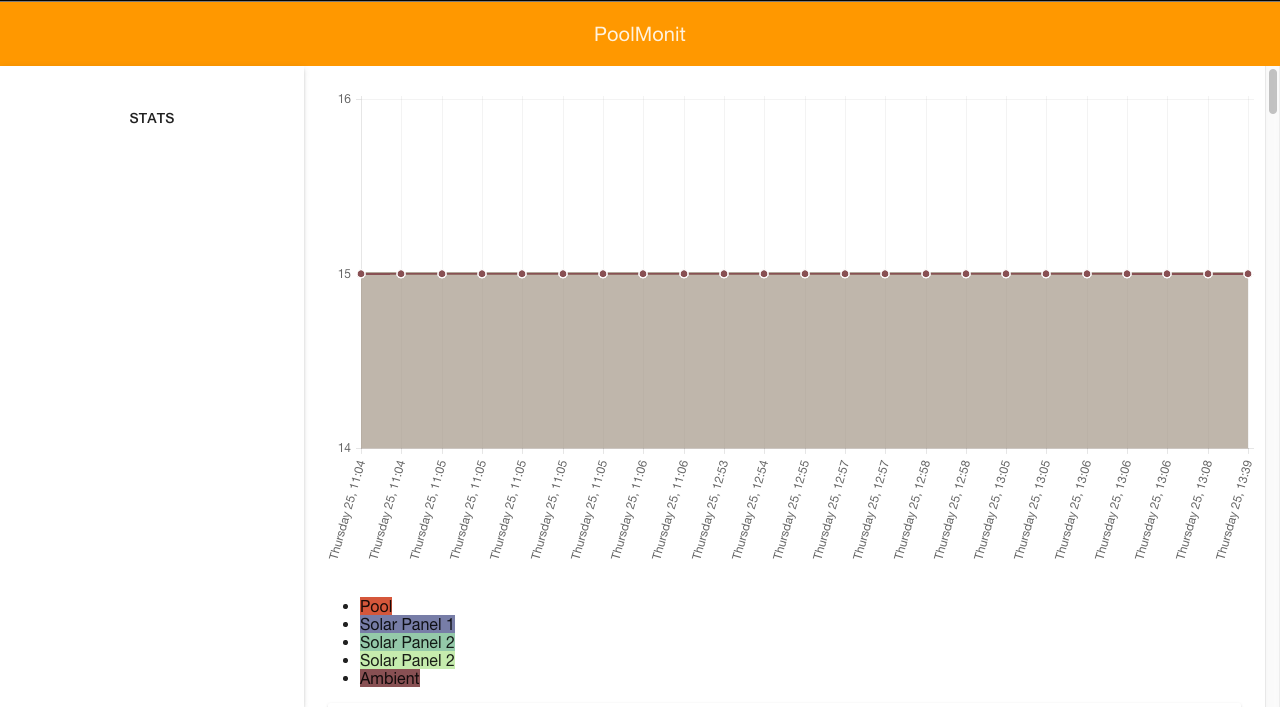 PoolMonit
STATS
16
15
14
Thursday 25, 11:04
Thursday 25, 11:04
Thursday 25, 11:05
Thursday 25, 11:05
Thursday 25, 11:05
Thursday 25, 11:05
Thursday 25, 11:05
Thursday 25, 11:06
Thursday 25, 11:06
Thursday 25, 12:53
Thursday 25, 12:54
Thursday 25, 12:55
Thursday 25, 12:57
Thursday 25, 12:57
Thursday 25, 12:58
Thursday 25, 12:58
Thursday 25, 13:05
Thursday 25, 13:05
Thursday 25, 13:06
Thursday 25, 13:06
Thursday 25, 13:06
Thursday 25, 13:08
Thursday 25, 13:39
Pool
Solar Panel 1
Solar Panel 2
Solar Panel 2
Ambient